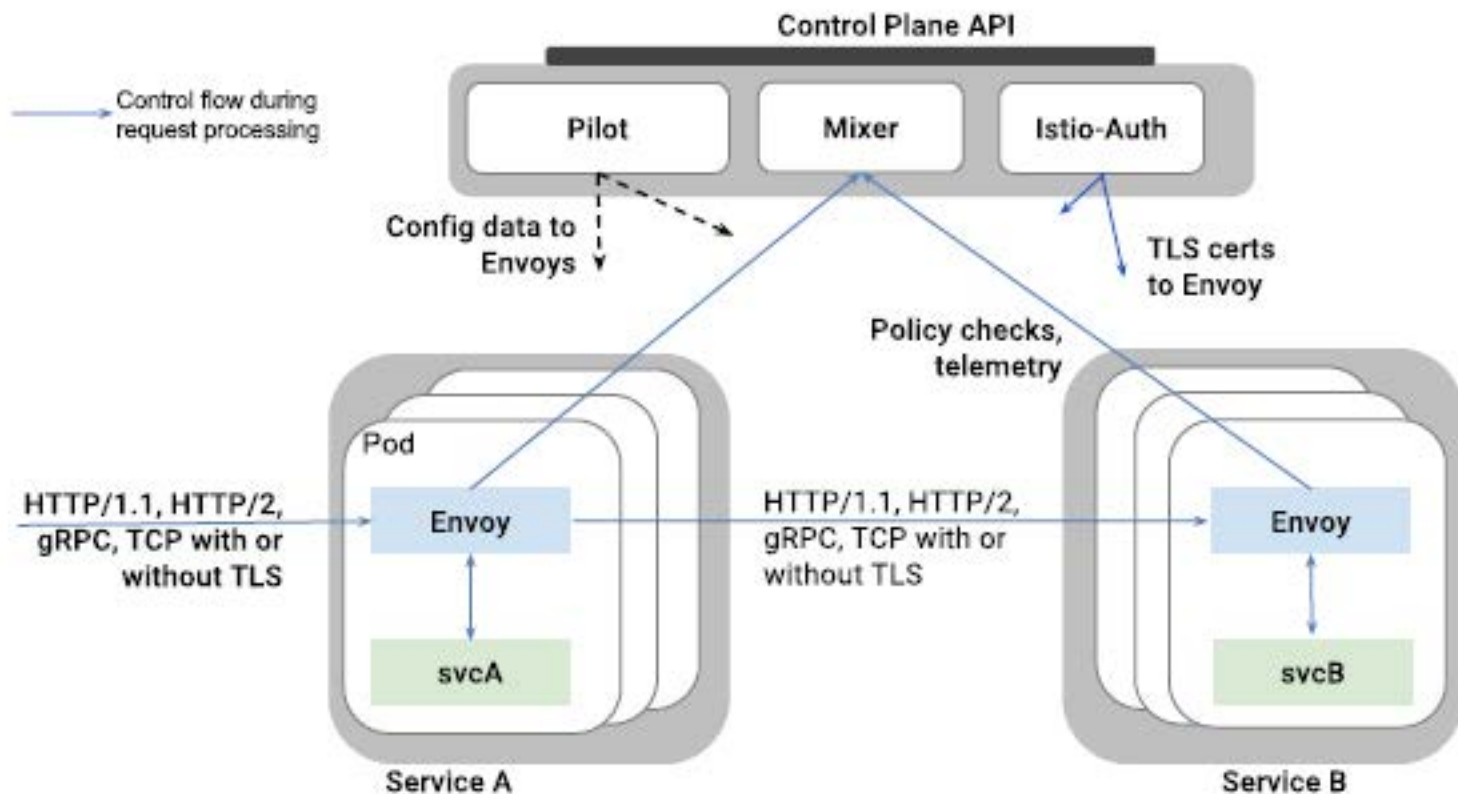 Control Plane API
Control flow during
request processing
Pilot
Mixer
Istio-Auth
Config data to
Envoys
TLS certs
to Envoy
Policy checks,
telemetry
Pod
HTTP/1.1, HTTP/2,
gRPC, TCP with or
without TLS
Envoy
HTTP/1.1, HTTP/2,
gRPC, TCP with or
without TLS
Envoy
svcA
svcB
Service A
Service B